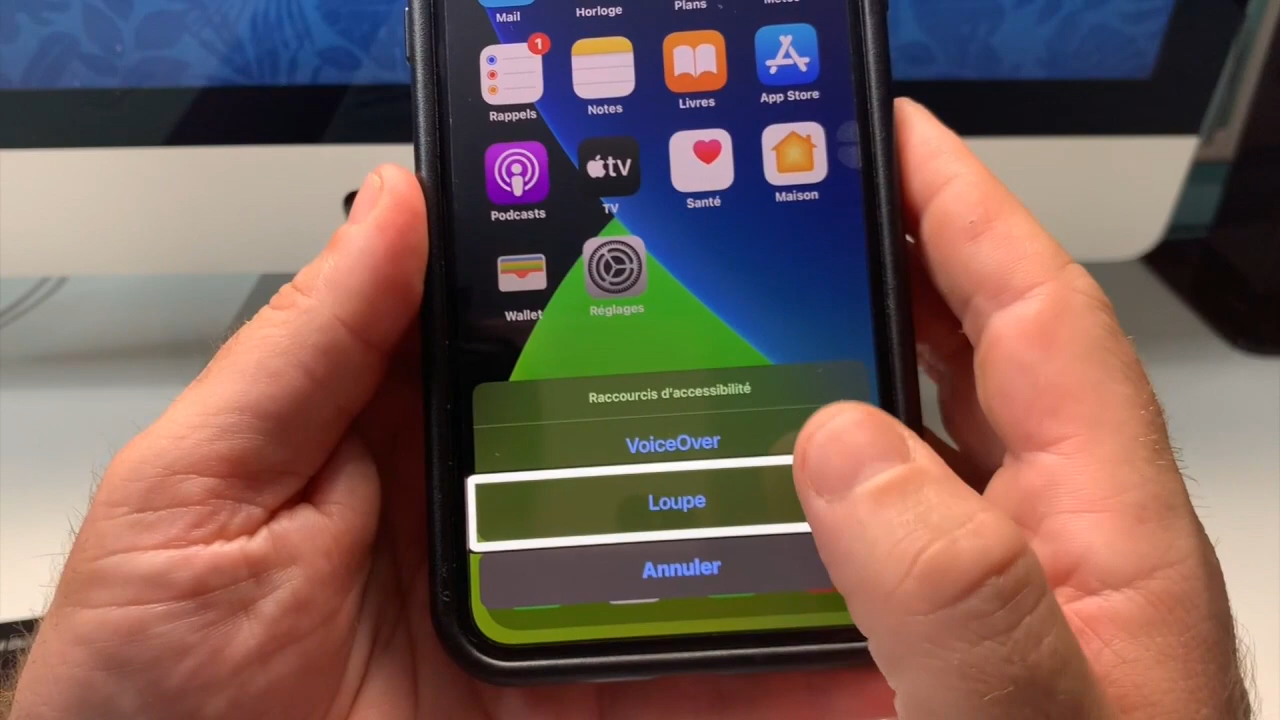 Mail
Horloge
Plans
Rappels
1
Notes
Livres
App Store
Podcasts
tv
TV
Santé
Maison
Wallet
Réglages
Raccourcis d'accessibilité
VoiceOver
Loupe
Annuler